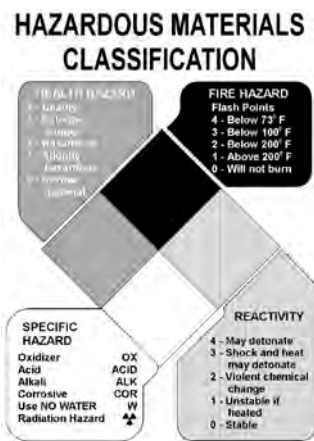 HAZARDOUS MATERIALS
CLASSIFICATION
HEALTH HAZARD
FIRE HAZARD
Flash Points
4 - Below 73° F
3 - Below 100° F
2 - Below 200° F
1 - Above 200° F
0 - Will not burn
SPECIFIC
HAZARD
Oxidizer OX
Acid ACID
Alkali ALK
Corrosive COR
Use NO WATER W
Radiation Hazard
REACTIVITY
4 - May detonate
3 - Shock and heat
may detonate
2 - Violent chemical
change
1 - Unstable if
heated
0 - Stable